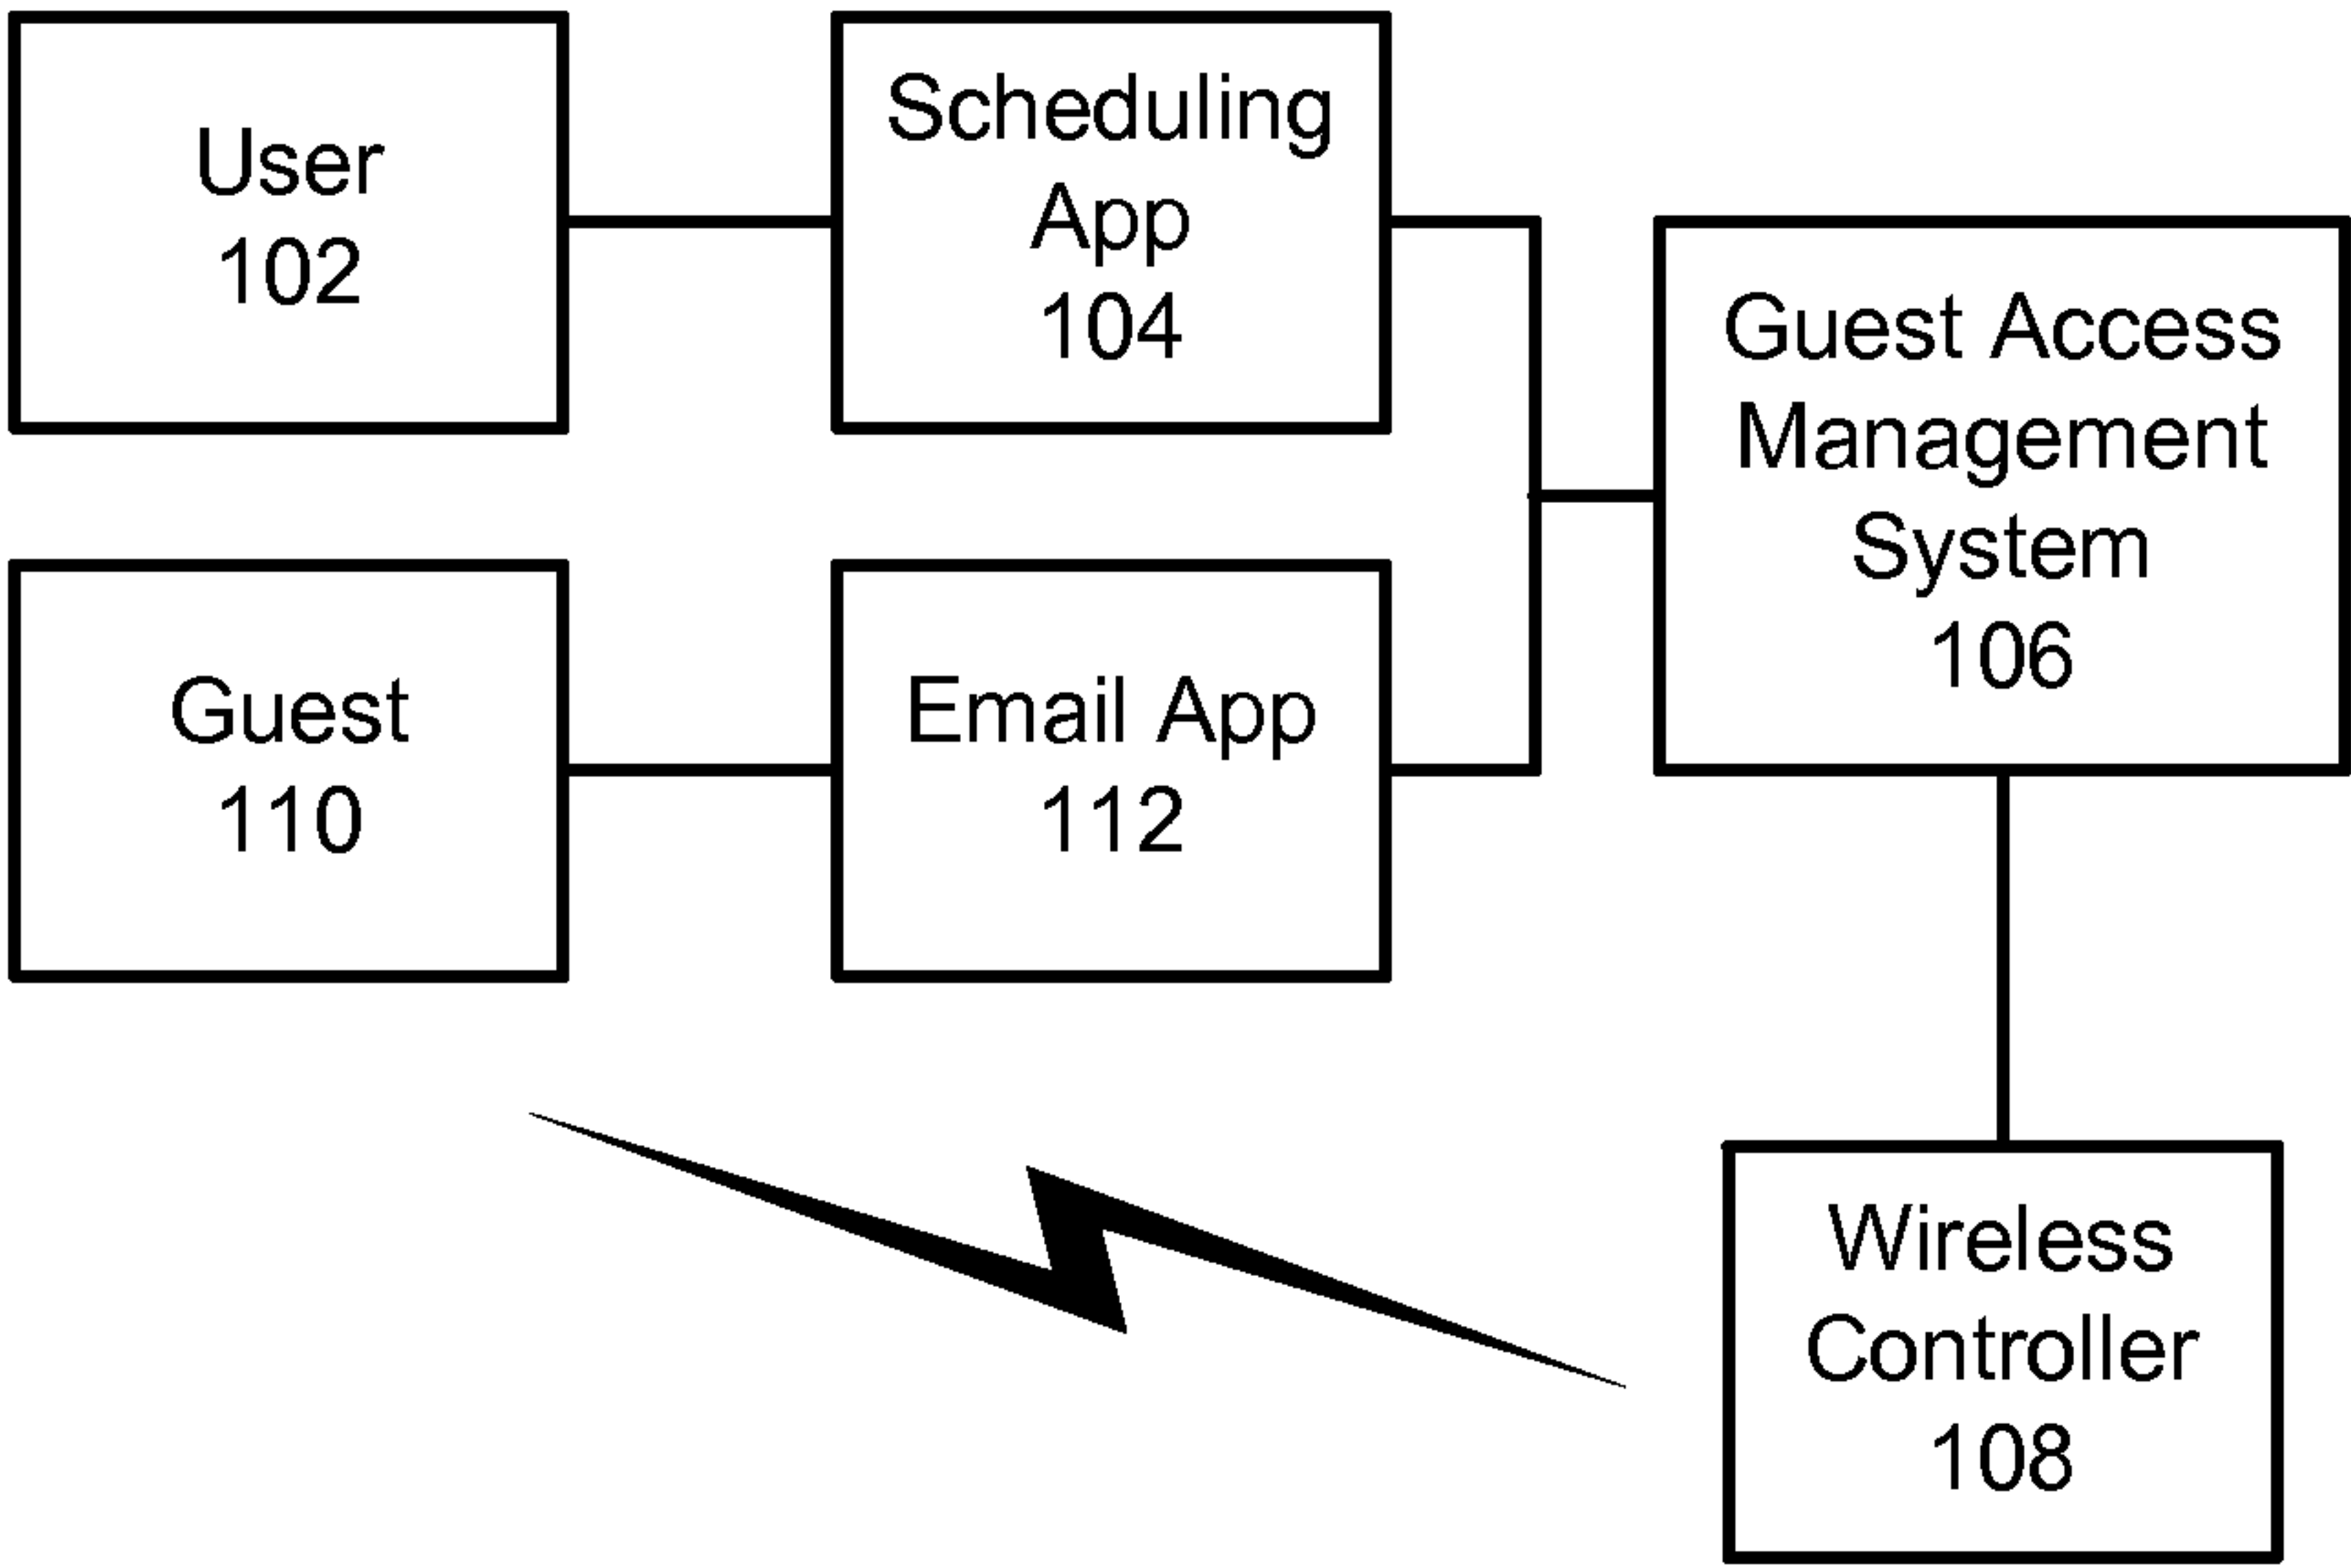 User
102
Scheduling
App
104
Guest Access
Management
System
106
Guest
110
Email App
112
Wireless
Controller
108